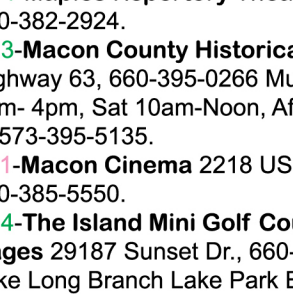 0-382-2924.
3-Macon County Historica
ghway 63, 660-395-0266 Mu
m- 4pm, Sat 10am-Noon, Af
573-395-5135.
1-Macon Cinema 2218 US
0-385-5550.
4-The Island Mini Golf Cou
ages 29187 Sunset Dr., 660-
ke Long Branch Lake Park E